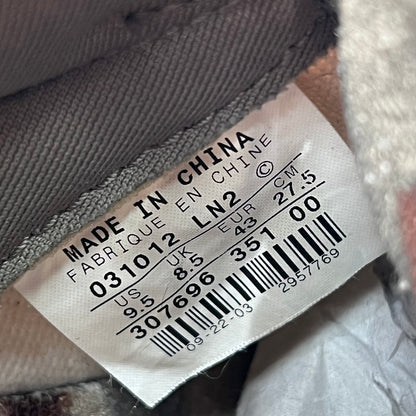 MADE IN CHINA
FABRIQUE EN CHINE
031012 LN2 ©
US UK EUR CM
9.5 8.5 43 27.5
307696 351 00
09-22-03 2957769